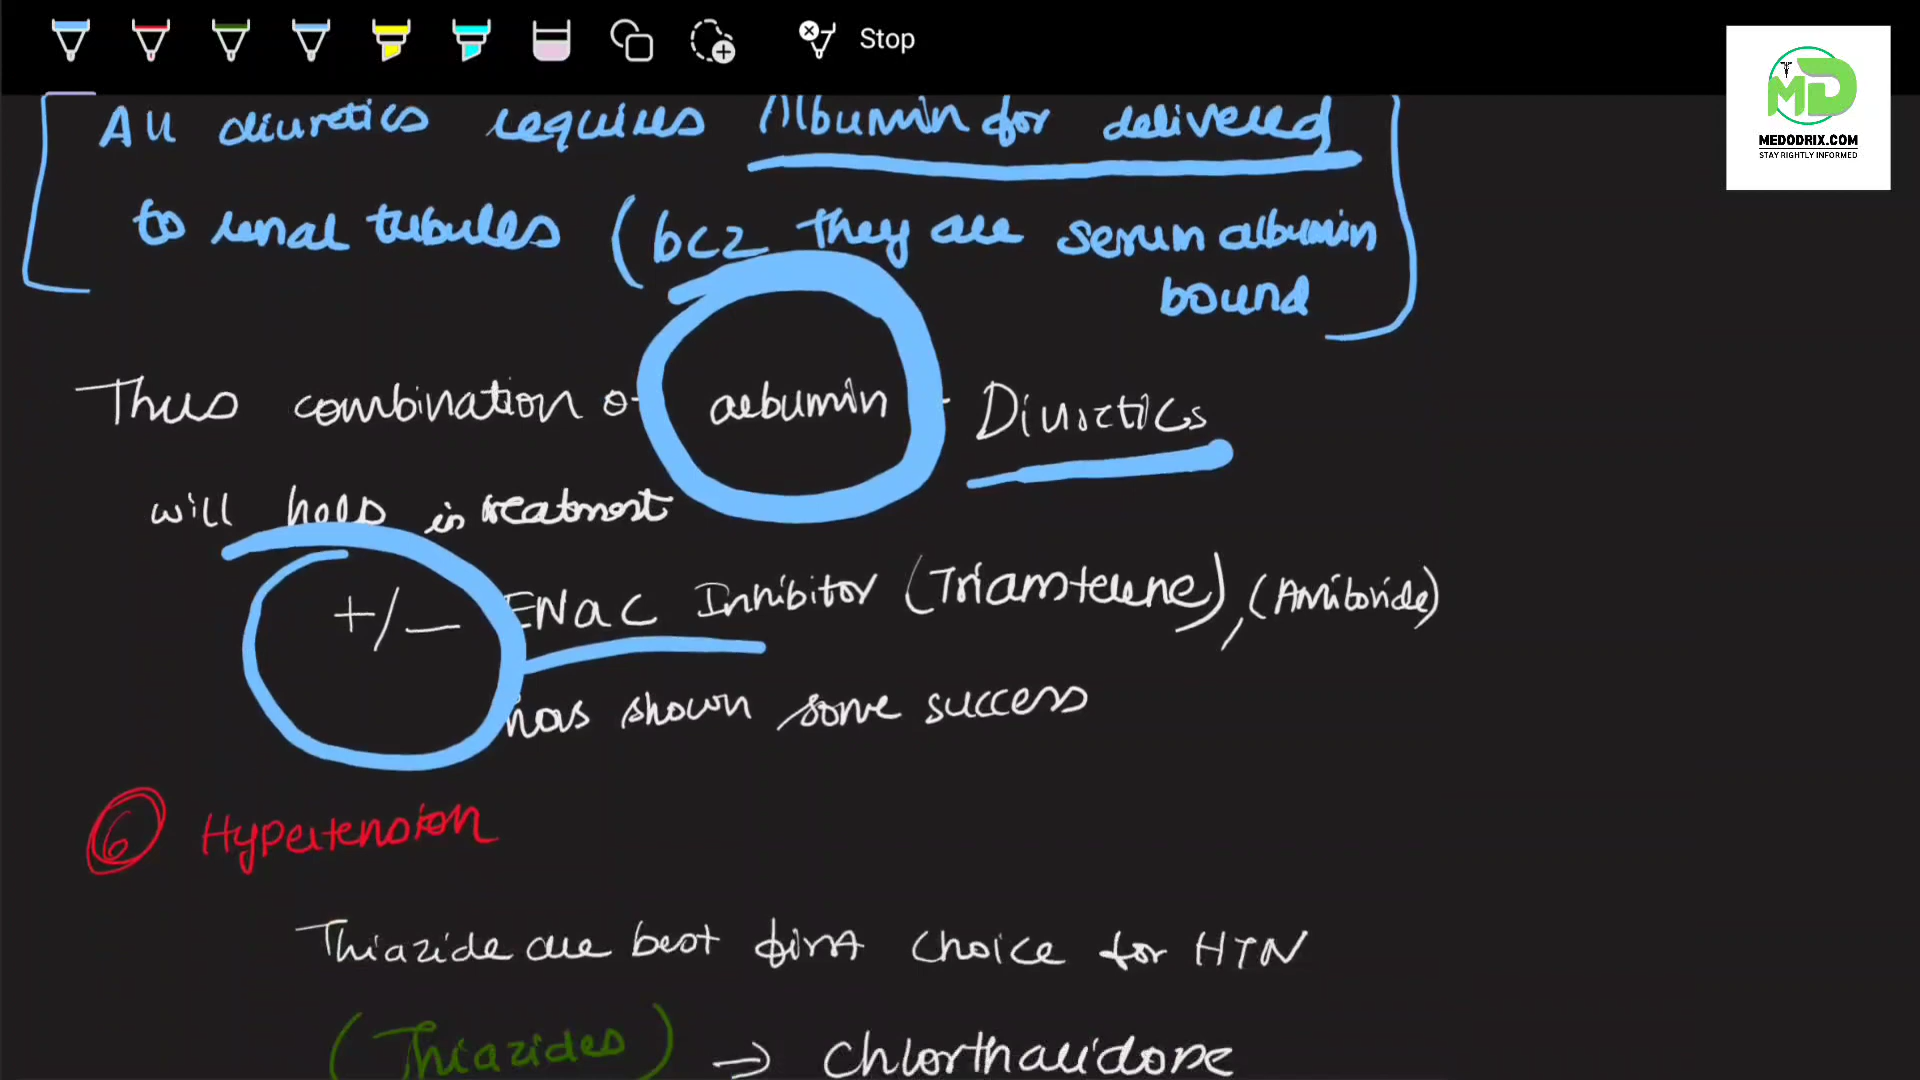 Stop
MD
MEDODRIX.COM
STAY RIGHTLY INFORMED
All diuretics requires Albumin for delivered
to renal tubules (bcz they are serum albumin
bound
Thus combination o albumin Diuretics
will help in treatment
+/- ENaC Inhibitor (Triamterene), (Amiloride)
has shown some success
6 Hypertension
Thiazide are best first choice for HTN
(Thiazides) → Chlorthalidone